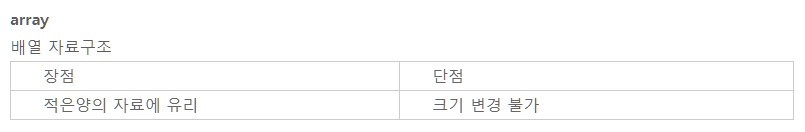 array
배열 자료구조
장점 단점
적은양의 자료에 유리 크기 변경 불가